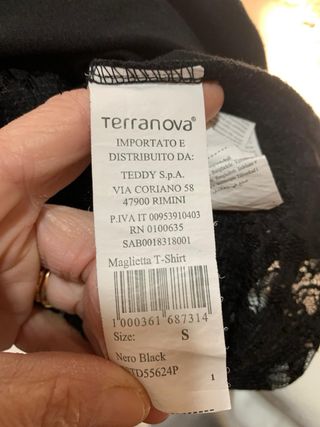 Terranova®
IMPORTATO E
DISTRIBUITO DA:
TEDDY S.p.A.
VIA CORIANO 58
47900 RIMINI
P.IVA IT 00953910403
RN 0100635
SAB0018318001
Maglietta T-Shirt
1 000361 687314
Size: S
Nero Black
TD55624P 1